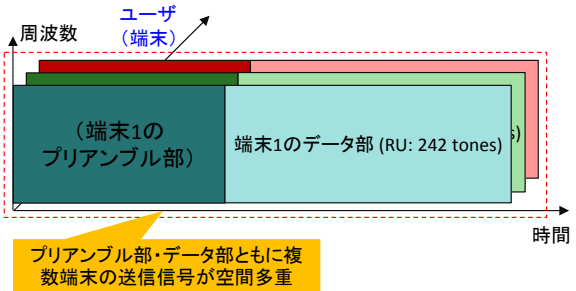 ユーザ
（端末）
周波数
（端末1の
プリアンブル部）
端末1のデータ部 (RU: 242 tones)
s)
時間
プリアンブル部・データ部ともに複
数端末の送信信号が空間多重